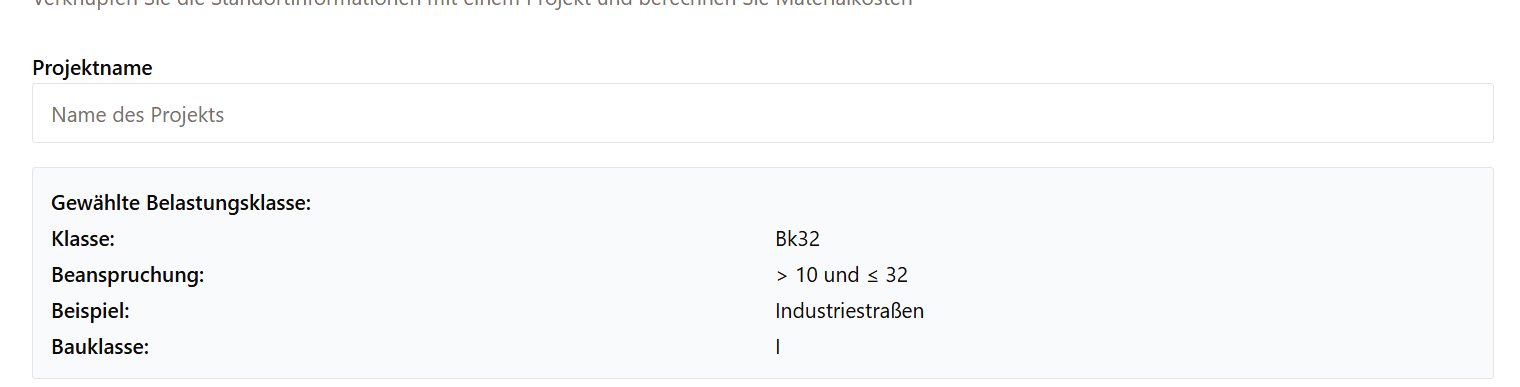 Verknüpfen Sie die Standortinformationen mit einem Projekt und berechnen Sie Materialkosten
Projektname
Name des Projekts
Gewählte Belastungsklasse:
Klasse: Bk32
Beanspruchung: > 10 und ≤ 32
Beispiel: Industriestraßen
Bauklasse: I